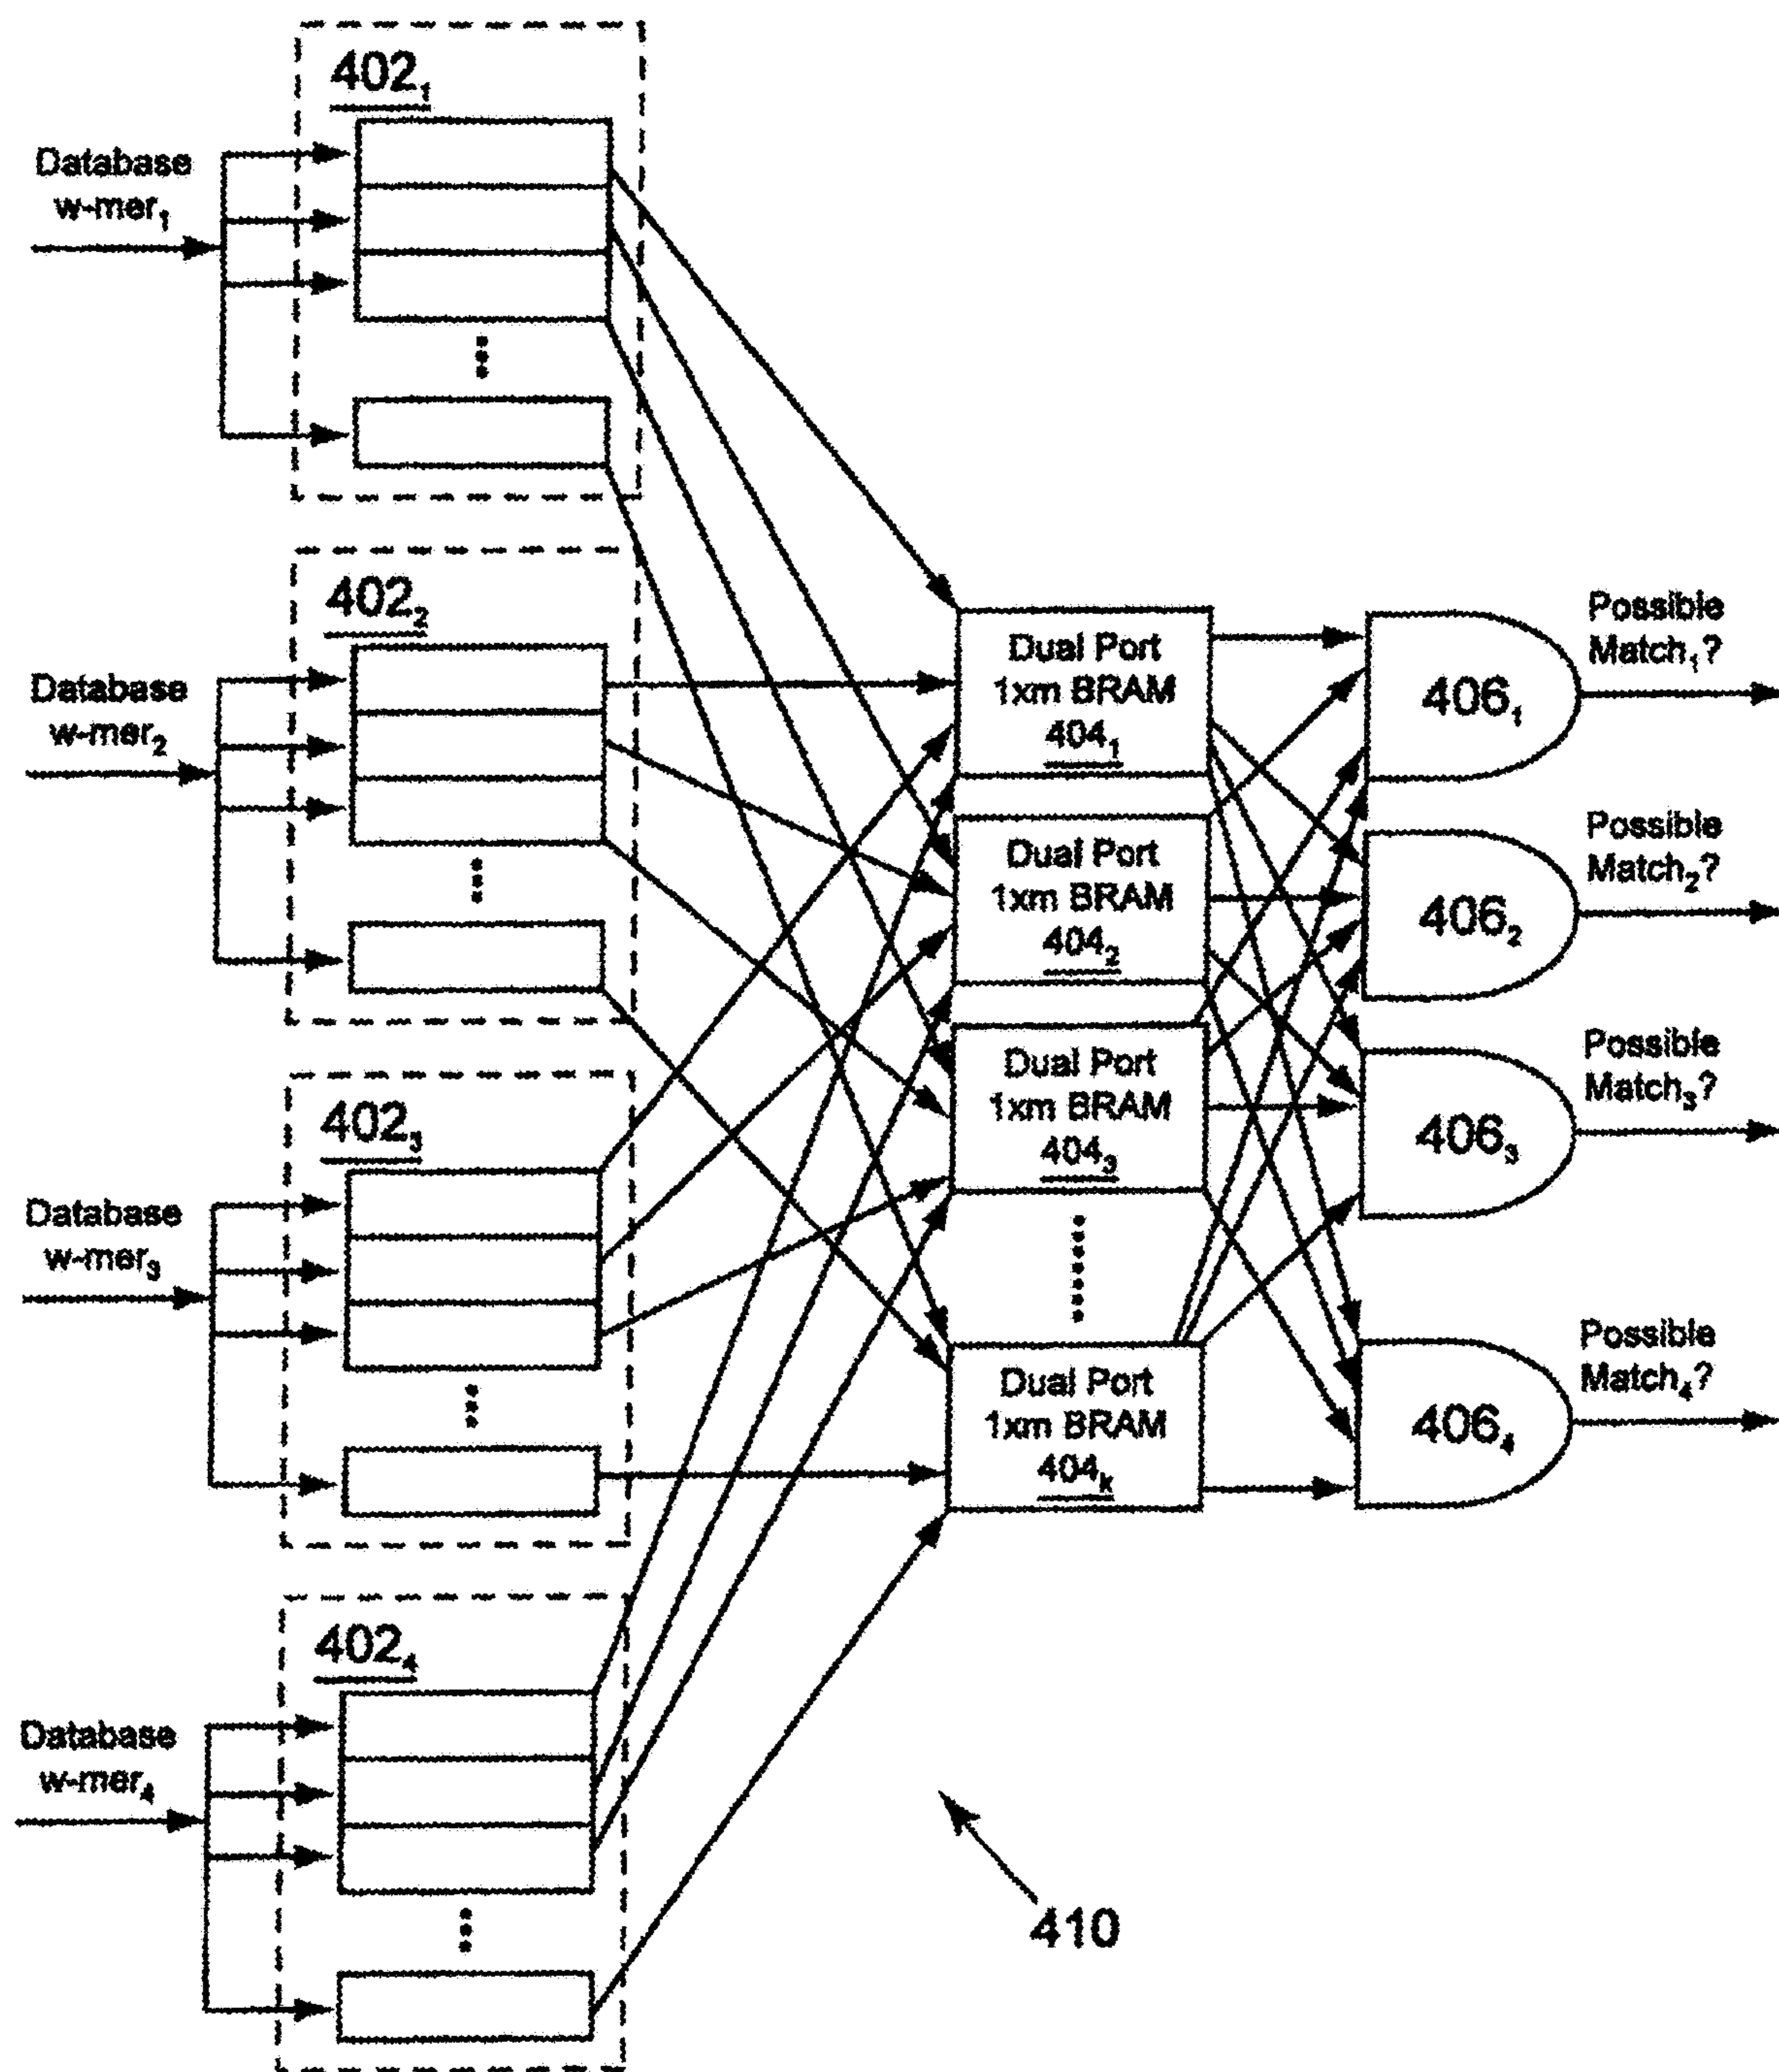 402₁
Database
w-mer₁
402₂
Database
w-mer₂
402₃
Database
w-mer₃
402₄
Database
w-mer₄
Dual Port
1xm BRAM
404₁
Dual Port
1xm BRAM
404₂
Dual Port
1xm BRAM
404₃
Dual Port
1xm BRAM
404ₖ
406₁
Possible
Match₁?
406₂
Possible
Match₂?
406₃
Possible
Match₃?
406₄
Possible
Match₄?
410